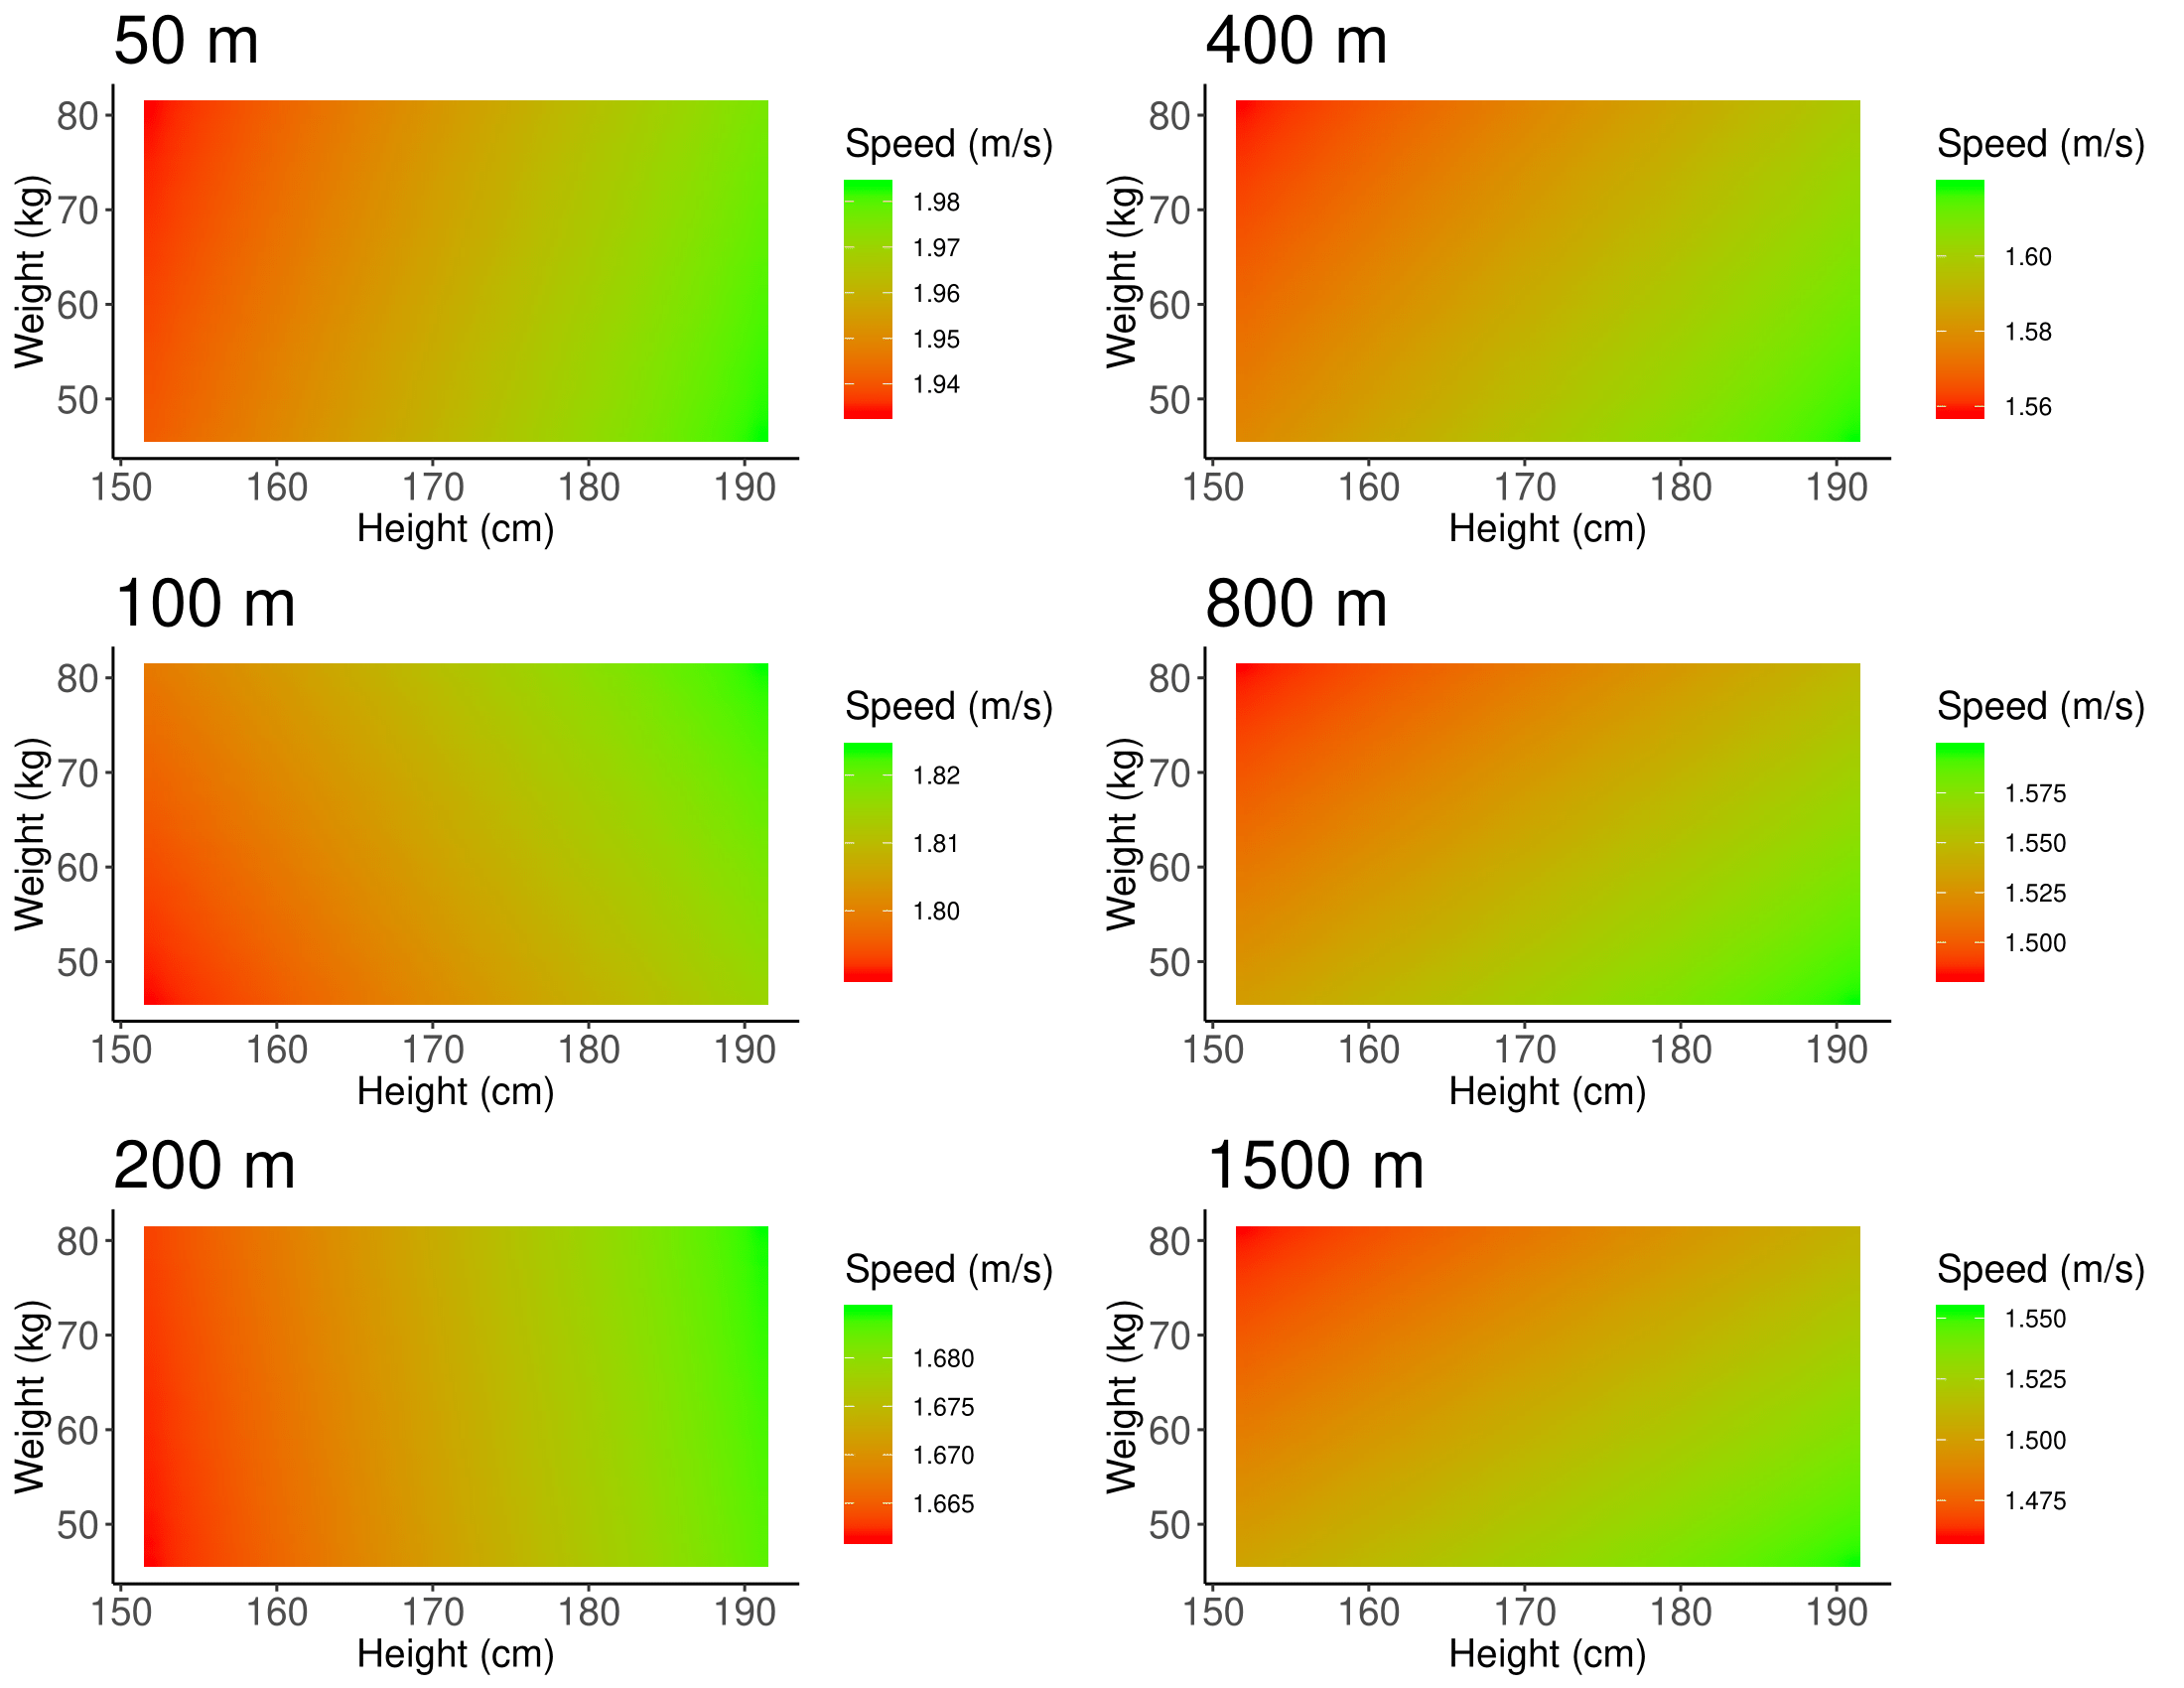 50 m
Weight (kg)
80
70
60
50
150 160 170 180 190
Height (cm)
Speed (m/s)
1.98
1.97
1.96
1.95
1.94
400 m
Weight (kg)
80
70
60
50
150 160 170 180 190
Height (cm)
Speed (m/s)
1.60
1.58
1.56
100 m
Weight (kg)
80
70
60
50
150 160 170 180 190
Height (cm)
Speed (m/s)
1.82
1.81
1.80
800 m
Weight (kg)
80
70
60
50
150 160 170 180 190
Height (cm)
Speed (m/s)
1.575
1.550
1.525
1.500
200 m
Weight (kg)
80
70
60
50
150 160 170 180 190
Height (cm)
Speed (m/s)
1.680
1.675
1.670
1.665
1500 m
Weight (kg)
80
70
60
50
150 160 170 180 190
Height (cm)
Speed (m/s)
1.550
1.525
1.500
1.475